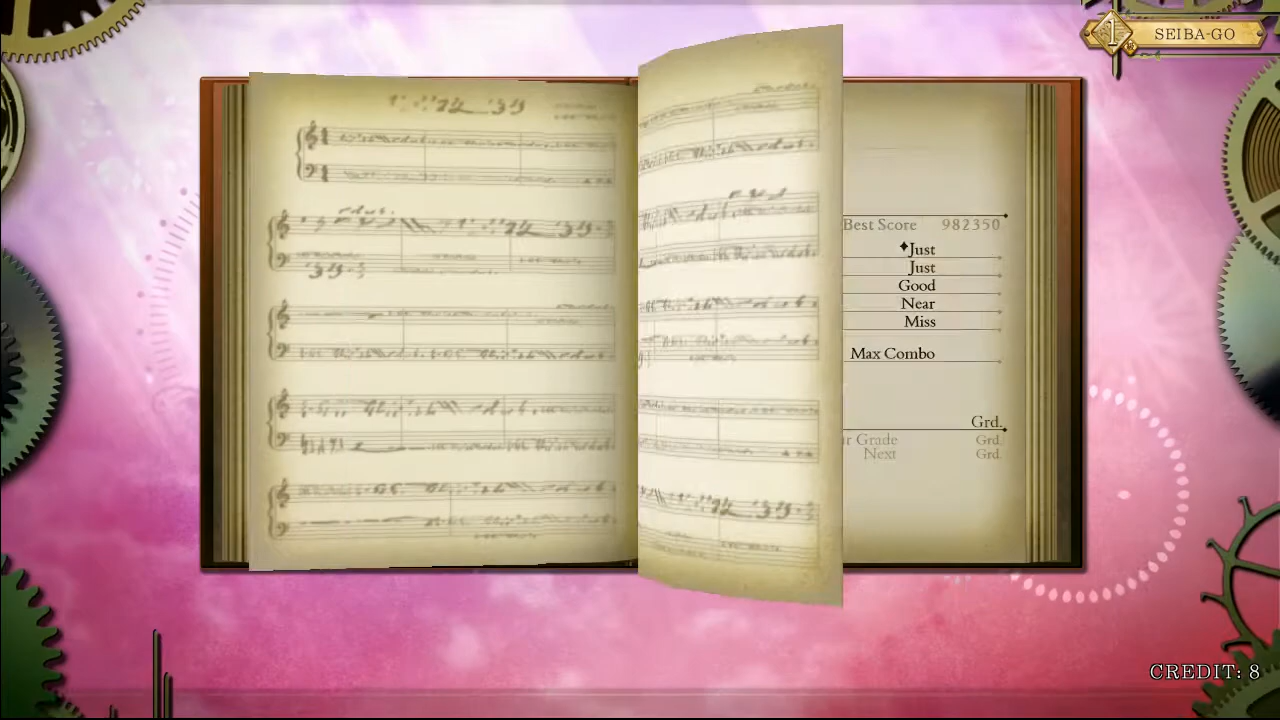 1
SEIBA-GO
Best Score 982350
Just
Just
Good
Near
Miss
Max Combo
Grd.
Grade Grd.
Next Grd.
CREDIT: 8